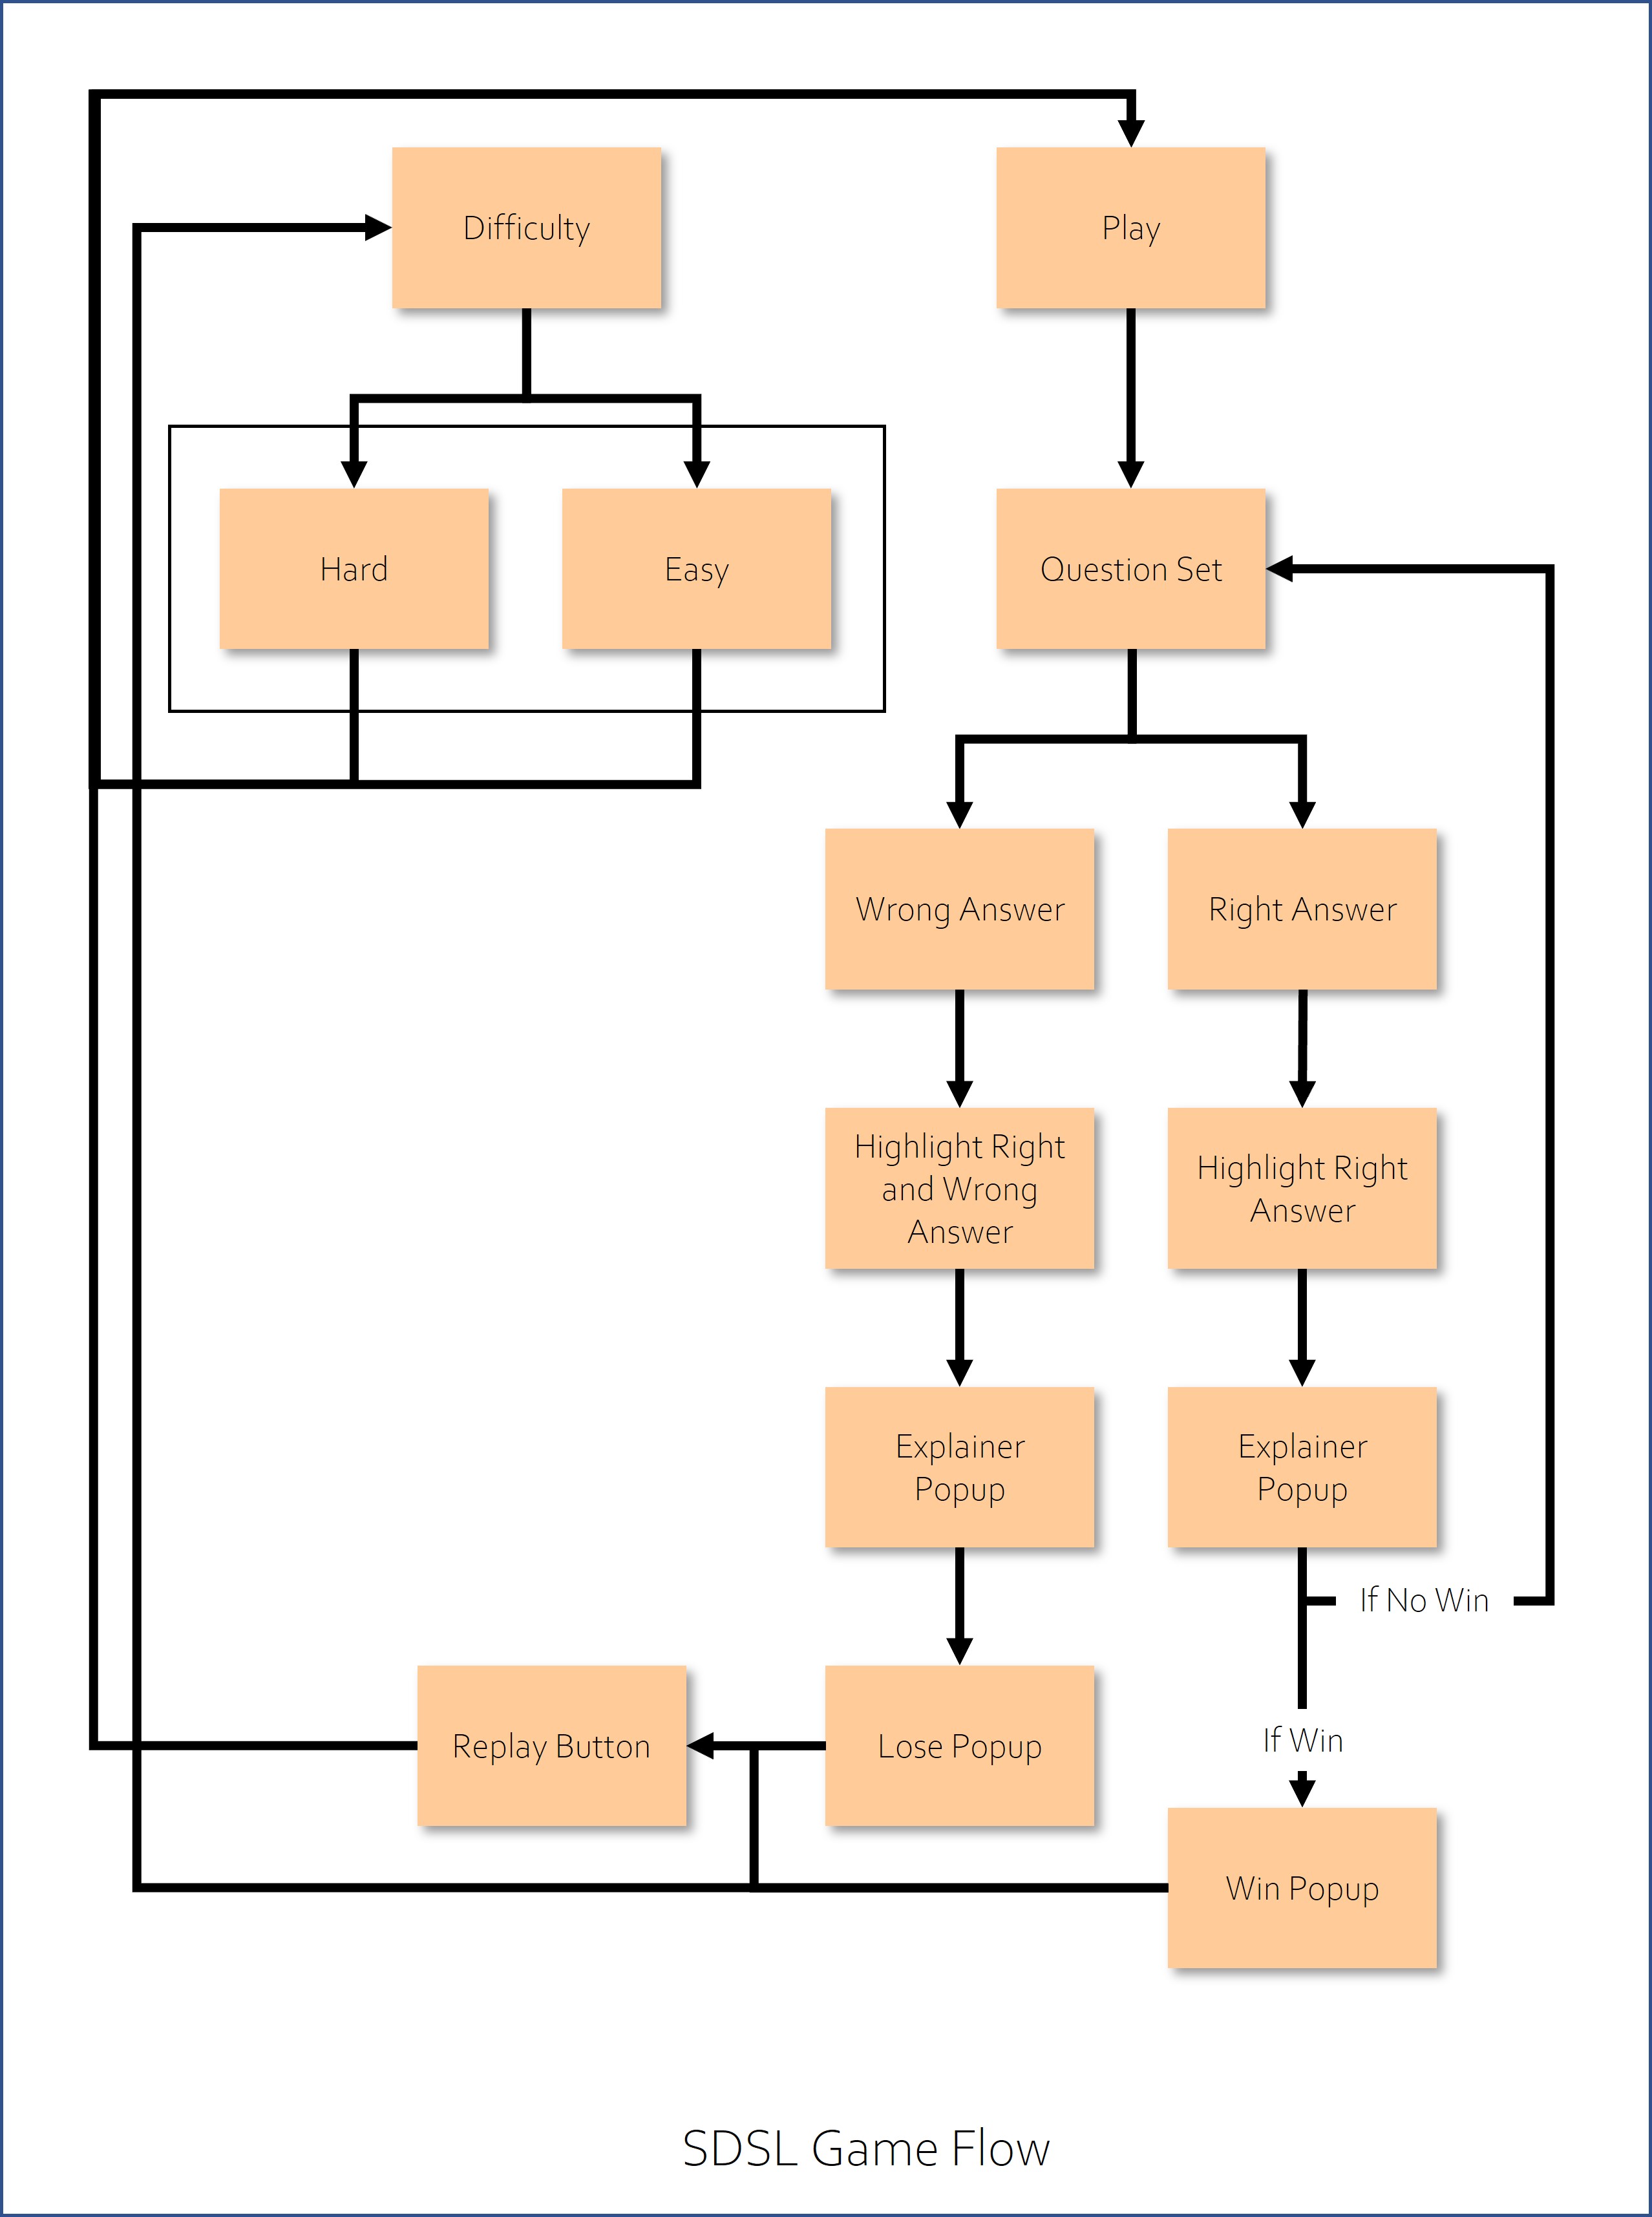 Difficulty
Play
Hard
Easy
Question Set
Wrong Answer
Right Answer
Highlight Right
and Wrong
Answer
Highlight Right
Answer
Explainer
Popup
Explainer
Popup
If No Win
Replay Button
Lose Popup
If Win
Win Popup
SDSL Game Flow